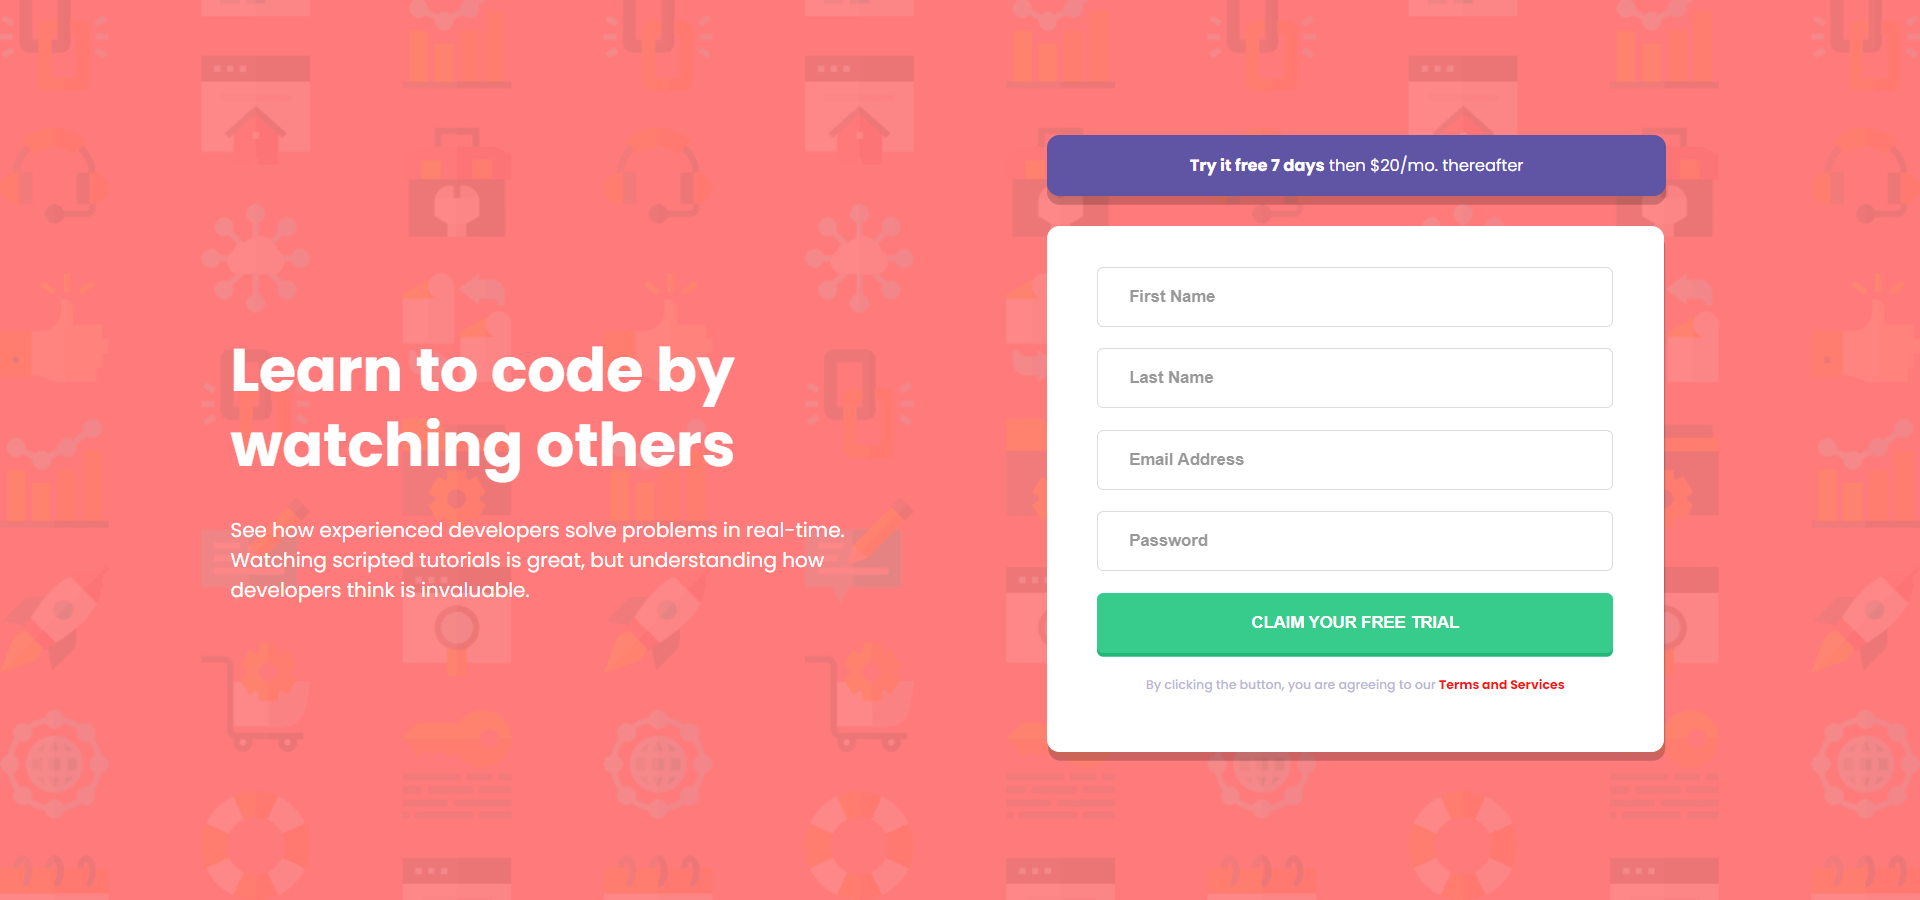 Learn to code by
watching others
See how experienced developers solve problems in real-time.
Watching scripted tutorials is great, but understanding how
developers think is invaluable.
Try it free 7 days then $20/mo. thereafter
First Name
Last Name
Email Address
Password
CLAIM YOUR FREE TRIAL
By clicking the button, you are agreeing to our Terms and Services